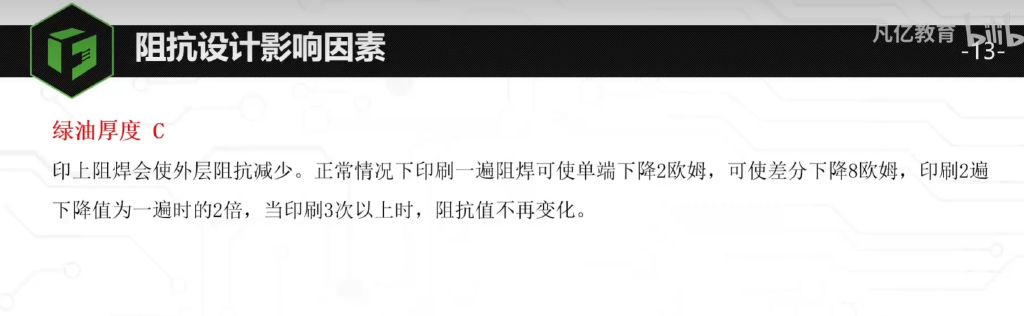 阻抗设计影响因素
凡亿教育 bilib
-13-
绿油厚度 C
印上阻焊会使外层阻抗减少。正常情况下印刷一遍阻焊可使单端下降2欧姆，可使差分下降8欧姆，印刷2遍
下降值为一遍时的2倍，当印刷3次以上时，阻抗值不再变化。